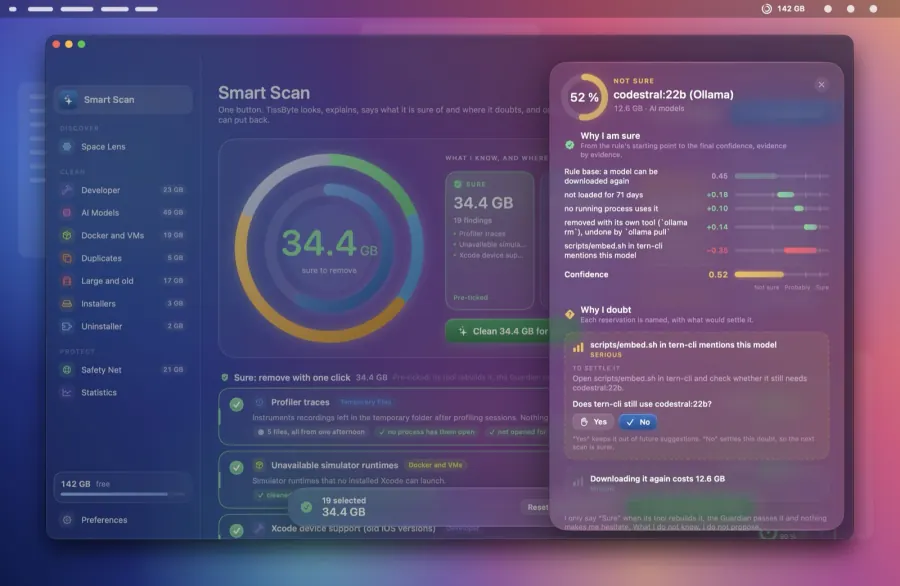 142 GB
Smart Scan
DISCOVER
Space Lens
CLEAN
Developer 23 GB
AI Models 49 GB
Docker and VMs 19 GB
Duplicates 5 GB
Large and old 17 GB
Installers 3 GB
Uninstaller 2 GB
PROTECT
Safety Net 21 GB
Statistics
142 GB free
Preferences
Smart Scan
One button. TissByte looks, explains, says what it is sure of and where it doubts, and
can put back.
34.4 GB
sure to remove
WHAT I KNOW, AND WHERE
SURE
34.4 GB
19 findings
• Profiler traces
• Unavailable simula...
• Xcode device sup...
Pre-ticked
Clean 34.4 GB for
Sure: remove with one click 34.4 GB
Profiler traces Temporary files
Instruments recordings left in the temporary folder after profiling sessions. Nothing
5 files, all from one afternoon ✓ no process has them open ✓ not opened for
Unavailable simulator runtimes Docker and VMs
Simulator runtimes that no installed Xcode can launch.
19 selected
34.4 GB
Reset
Xcode device support (old iOS versions) Developer
52 %
NOT SURE
codestral:22b (Ollama)
12.6 GB · AI models
Why I am sure
From the rule's starting point to the final confidence, evidence
by evidence.
Rule base: a model can be
downloaded again 0.45
not loaded for 71 days +0.18
no running process uses it +0.10
removed with its own tool (`ollama
rm`), undone by `ollama pull` +0.14
scripts/embed.sh in tern-cli
mentions this model -0.35
Confidence 0.52
Not sure Probably Sure
Why I doubt
Each reservation is named, with what would settle it.
scripts/embed.sh in tern-cli mentions this model
SERIOUS
TO SETTLE IT
Open scripts/embed.sh in tern-cli and check whether it still needs
codestral:22b.
Does tern-cli still use codestral:22b?
Yes
No
"Yes" keeps it out of future suggestions. "No" settles this doubt, so the next
scan is surer.
Downloading it again costs 12.6 GB
I only say "Sure" when its tool rebuilds it, the Guardian passes it and nothing
makes me hesitate. What I do not know, I do not propose.